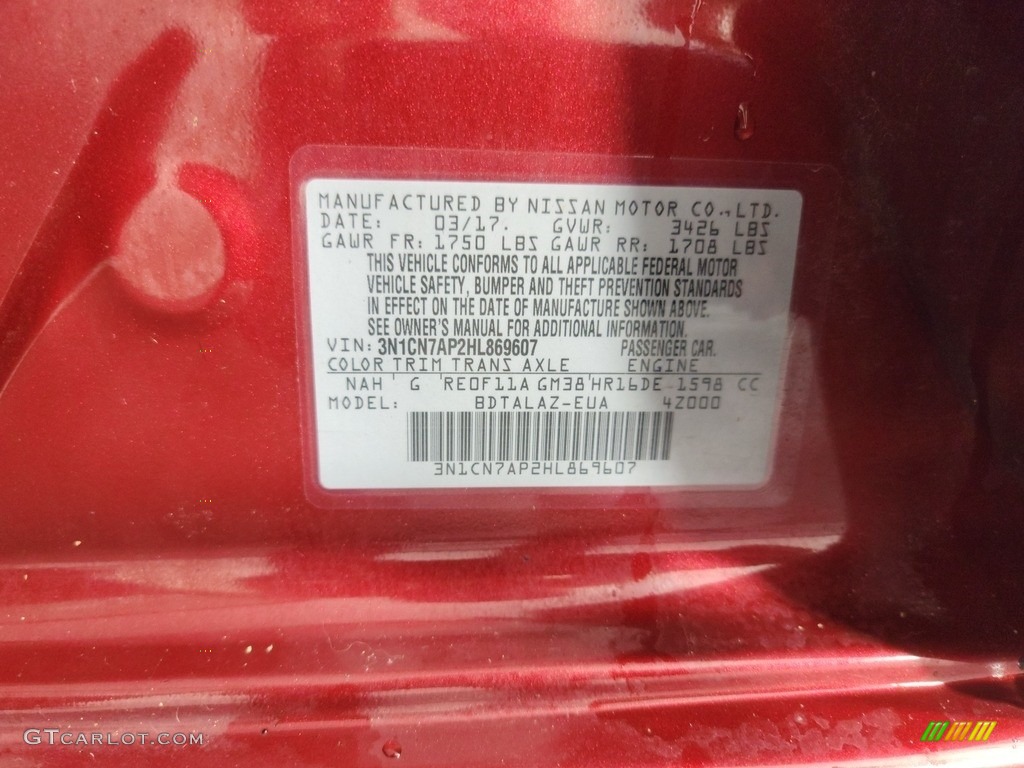 MANUFACTURED BY NISSAN MOTOR CO.,LTD.
DATE: 03/17. GVWR: 3426 LBS
GAWR FR: 1750 LBS GAWR RR: 1708 LBS
THIS VEHICLE CONFORMS TO ALL APPLICABLE FEDERAL MOTOR
VEHICLE SAFETY, BUMPER AND THEFT PREVENTION STANDARDS
IN EFFECT ON THE DATE OF MANUFACTURE SHOWN ABOVE.
SEE OWNER'S MANUAL FOR ADDITIONAL INFORMATION.
VIN: 3N1CN7AP2HL869607 PASSENGER CAR.
COLOR TRIM TRANS AXLE ENGINE
NAH ' G 'RE0F11A GM38'HR16DE 1598 CC
MODEL: BDTALAZ-EUA 42000
3N1CN7AP2HL869607
GTCARLOT.COM